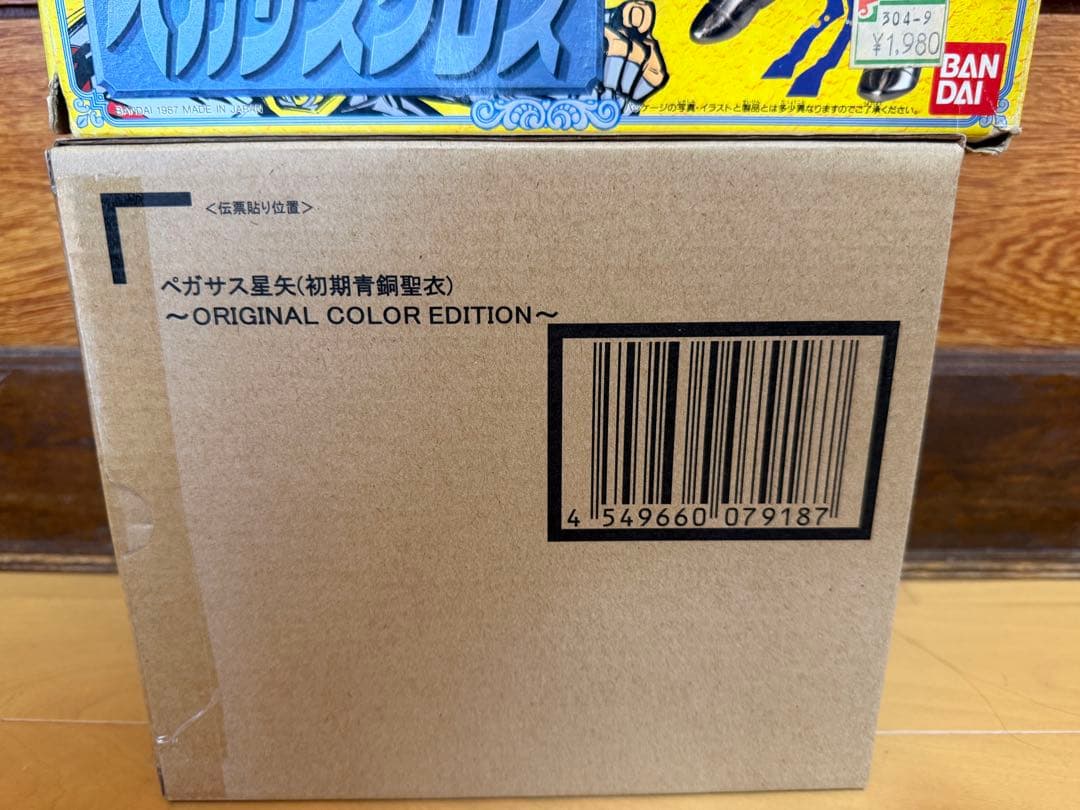 ペガサスクロス
304-9
¥1,980
BAN
DAI
BANDAI 1987 MADE IN JAPAN
パッケージの写真・イラストと製品とは多少異なりますのでご了承ください。
<伝票貼り位置>
ペガサス星矢(初期青銅聖衣)
～ORIGINAL COLOR EDITION～
4 549660 079187